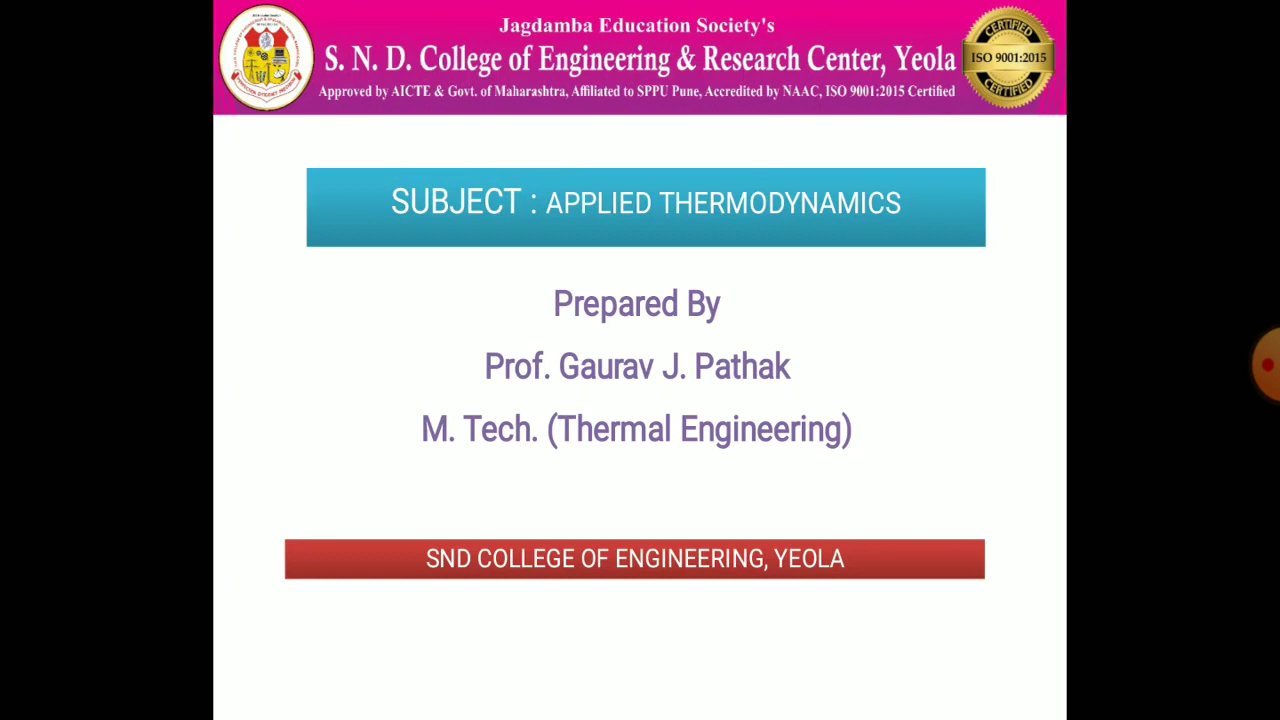 Jagdamba Education Society's
S. N. D. College of Engineering & Research Center, Yeola
Approved by AICTE & Govt. of Maharashtra, Affiliated to SPPU Pune, Accredited by NAAC, ISO 9001:2015 Certified
CERTIFIED
ISO 9001:2015
CERTIFIED
SUBJECT : APPLIED THERMODYNAMICS
Prepared By
Prof. Gaurav J. Pathak
M. Tech. (Thermal Engineering)
SND COLLEGE OF ENGINEERING, YEOLA